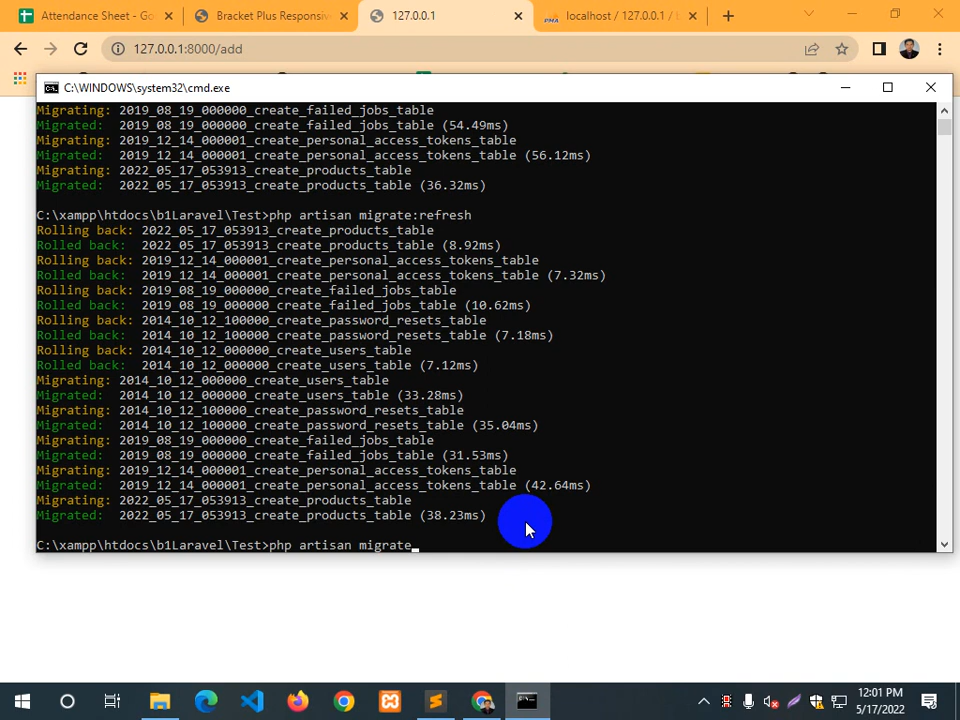 Attendance Sheet - Go
Bracket Plus Responsiv
127.0.0.1
localhost / 127.0.0.1 / b
127.0.0.1:8000/add
C:\WINDOWS\system32\cmd.exe
Migrating: 2019_08_19_000000_create_failed_jobs_table
Migrated:  2019_08_19_000000_create_failed_jobs_table (54.49ms)
Migrating: 2019_12_14_000001_create_personal_access_tokens_table
Migrated:  2019_12_14_000001_create_personal_access_tokens_table (56.12ms)
Migrating: 2022_05_17_053913_create_products_table
Migrated:  2022_05_17_053913_create_products_table (36.32ms)
C:\xampp\htdocs\b1Laravel\Test>php artisan migrate:refresh
Rolling back: 2022_05_17_053913_create_products_table
Rolled back:  2022_05_17_053913_create_products_table (8.92ms)
Rolling back: 2019_12_14_000001_create_personal_access_tokens_table
Rolled back:  2019_12_14_000001_create_personal_access_tokens_table (7.32ms)
Rolling back: 2019_08_19_000000_create_failed_jobs_table
Rolled back:  2019_08_19_000000_create_failed_jobs_table (10.62ms)
Rolling back: 2014_10_12_100000_create_password_resets_table
Rolled back:  2014_10_12_100000_create_password_resets_table (7.18ms)
Rolling back: 2014_10_12_000000_create_users_table
Rolled back:  2014_10_12_000000_create_users_table (7.12ms)
Migrating: 2014_10_12_000000_create_users_table
Migrated:  2014_10_12_000000_create_users_table (33.28ms)
Migrating: 2014_10_12_100000_create_password_resets_table
Migrated:  2014_10_12_100000_create_password_resets_table (35.04ms)
Migrating: 2019_08_19_000000_create_failed_jobs_table
Migrated:  2019_08_19_000000_create_failed_jobs_table (31.53ms)
Migrating: 2019_12_14_000001_create_personal_access_tokens_table
Migrated:  2019_12_14_000001_create_personal_access_tokens_table (42.64ms)
Migrating: 2022_05_17_053913_create_products_table
Migrated:  2022_05_17_053913_create_products_table (38.23ms)
C:\xampp\htdocs\b1Laravel\Test>php artisan migrate
12:01 PM
5/17/2022